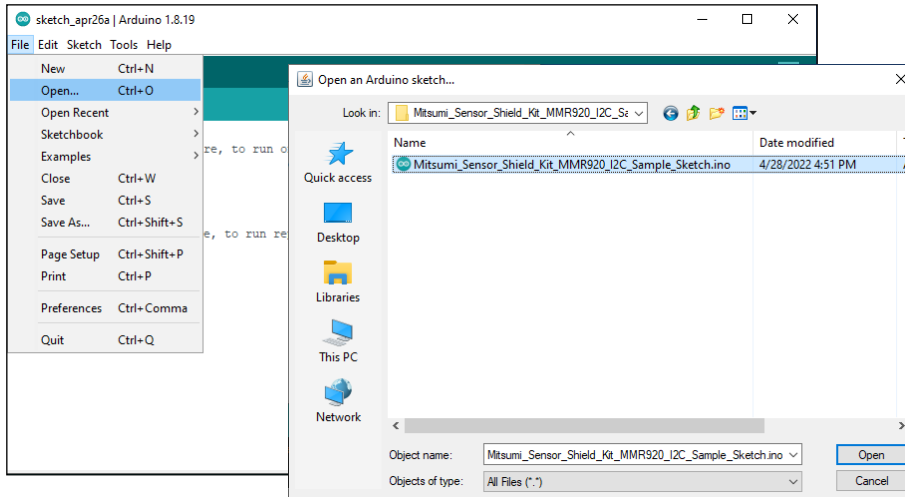 sketch_apr26a | Arduino 1.8.19
File Edit Sketch Tools Help
New Ctrl+N
Open... Ctrl+O
Open Recent
Sketchbook
Examples
Close Ctrl+W
Save Ctrl+S
Save As... Ctrl+Shift+S
Page Setup Ctrl+Shift+P
Print Ctrl+P
Preferences Ctrl+Comma
Quit Ctrl+Q
re, to run o
e, to run re
Open an Arduino sketch...
Look in: Mitsumi_Sensor_Shield_Kit_MMR920_I2C_Sa
Name Date modified
Mitsumi_Sensor_Shield_Kit_MMR920_I2C_Sample_Sketch.ino 4/28/2022 4:51 PM
Quick access
Desktop
Libraries
This PC
Network
Object name: Mitsumi_Sensor_Shield_Kit_MMR920_I2C_Sample_Sketch.ino Open
Objects of type: All Files (*.*) Cancel